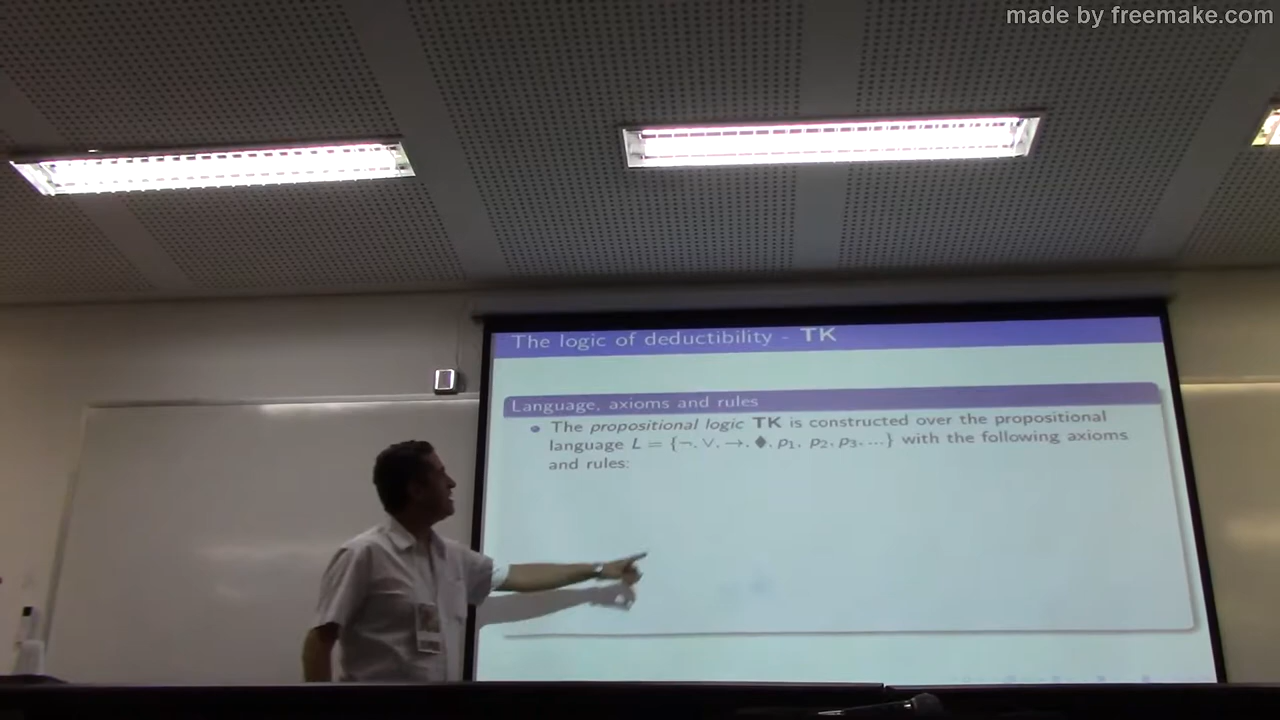 made by freemake.com
The logic of deductibility - TK
Language, axioms and rules
The propositional logic TK is constructed over the propositional
language L = {¬, ∨, →, ♦, p₁, p₂, p₃, ...} with the following axioms
and rules: